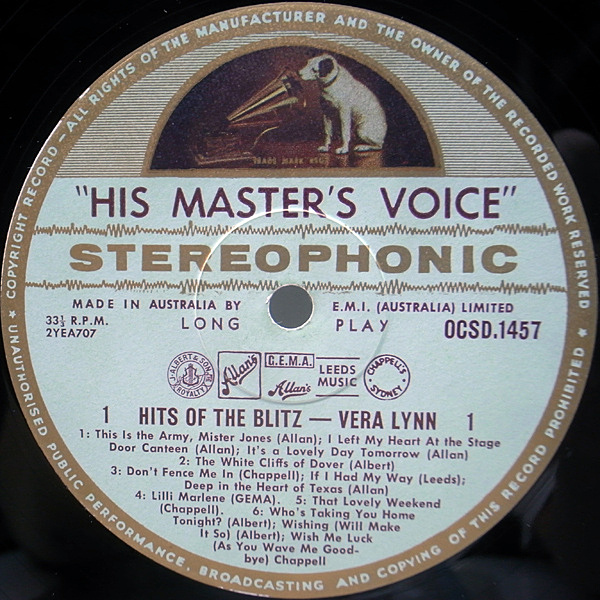 COPYRIGHT RECORD — ALL RIGHTS OF THE MANUFACTURER AND THE OWNER OF THE RECORDED WORK RESERVED
★ UNAUTHORISED PUBLIC PERFORMANCE, BROADCASTING AND COPYING OF THIS RECORD PROHIBITED ★
"HIS MASTER'S VOICE"
STEREOPHONIC
MADE IN AUSTRALIA BY E.M.I. (AUSTRALIA) LIMITED
33⅓ R.P.M. LONG PLAY OCSD.1457
2YEA707
ALBERT & SON ROYALTY Allan's G.E.M.A. Allan's LEEDS MUSIC CHAPPELL'S SYDNEY
1 HITS OF THE BLITZ — VERA LYNN 1
1: This Is the Army, Mister Jones (Allan); I Left My Heart At the Stage
Door Canteen (Allan); It's a Lovely Day Tomorrow (Allan)
2: The White Cliffs of Dover (Albert)
3: Don't Fence Me In (Chappell); If I Had My Way (Leeds);
Deep in the Heart of Texas (Allan)
4: Lilli Marlene (GEMA). 5: That Lovely Weekend
(Chappell). 6: Who's Taking You Home
Tonight? (Albert); Wishing (Will Make
It So) (Albert); Wish Me Luck
(As You Wave Me Good-
bye) Chappell